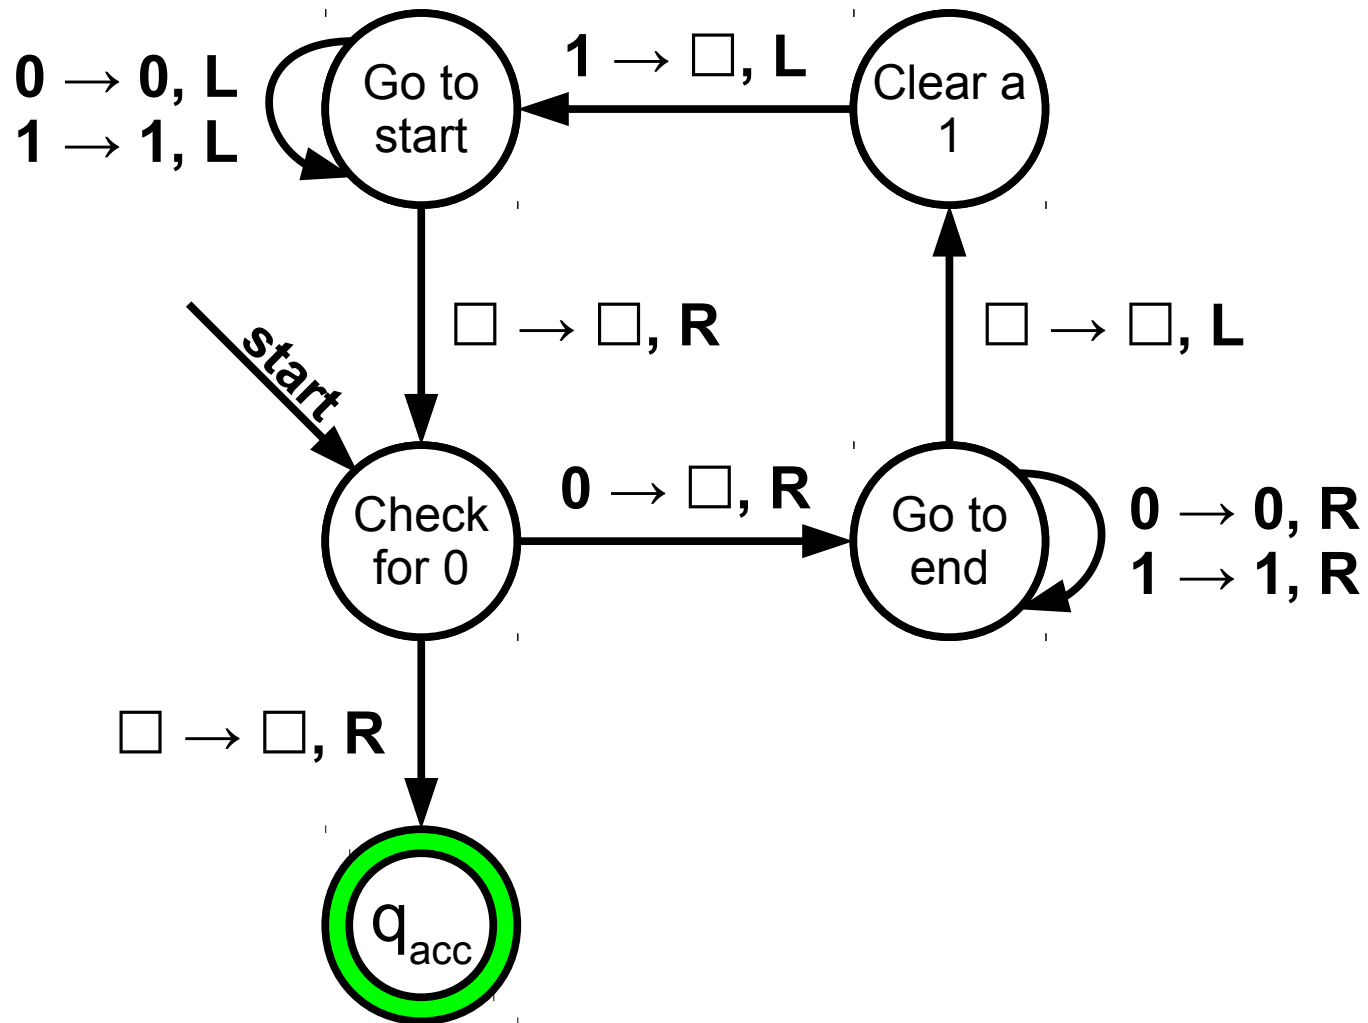 0 → 0, L
1 → 1, L
Go to
start
1 → □, L
Clear a
1
□ → □, R
□ → □, L
start
Check
for 0
0 → □, R
Go to
end
0 → 0, R
1 → 1, R
□ → □, R
qacc